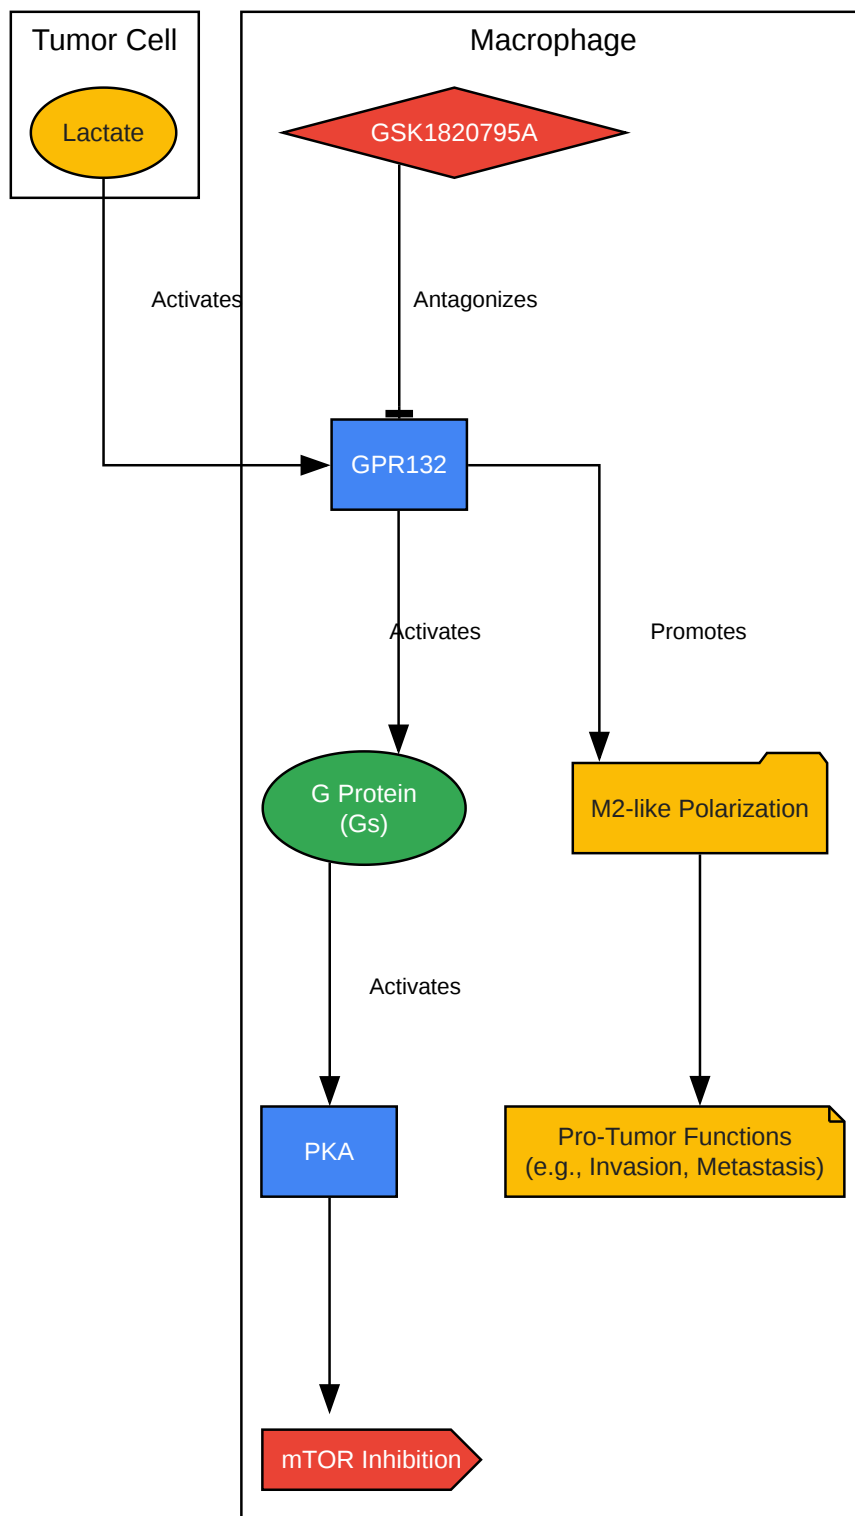 Tumor Cell
Macrophage
Lactate
GSK1820795A
Activates
Antagonizes
GPR132
Activates
Promotes
G Protein
(Gs)
M2-like Polarization
Activates
PKA
Pro-Tumor Functions
(e.g., Invasion, Metastasis)
mTOR Inhibition